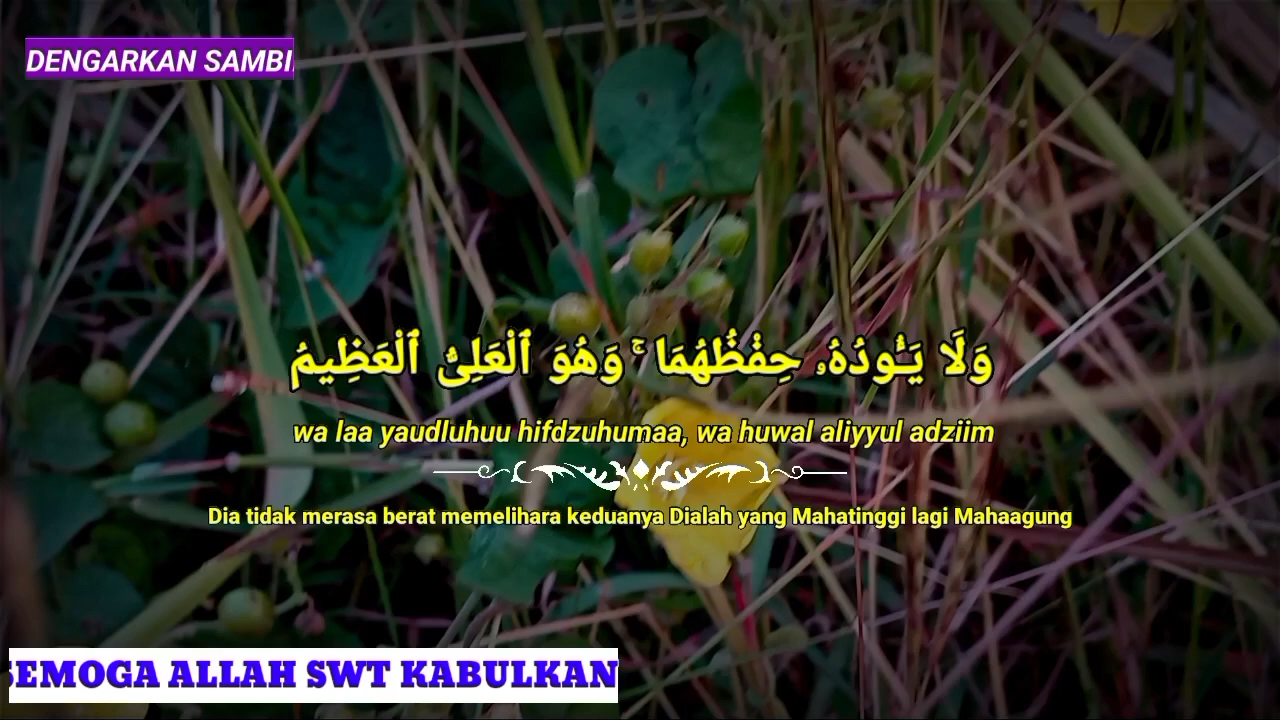 DENGARKAN SAMBI
وَلَا يَـُٔودُهُۥ حِفْظُهُمَا ۚ وَهُوَ ٱلْعَلِىُّ ٱلْعَظِيمُ
wa laa yaudluhuu hifdzuhumaa, wa huwal aliyyul adziim
Dia tidak merasa berat memelihara keduanya Dialah yang Mahatinggi lagi Mahaagung
SEMOGA ALLAH SWT KABULKAN